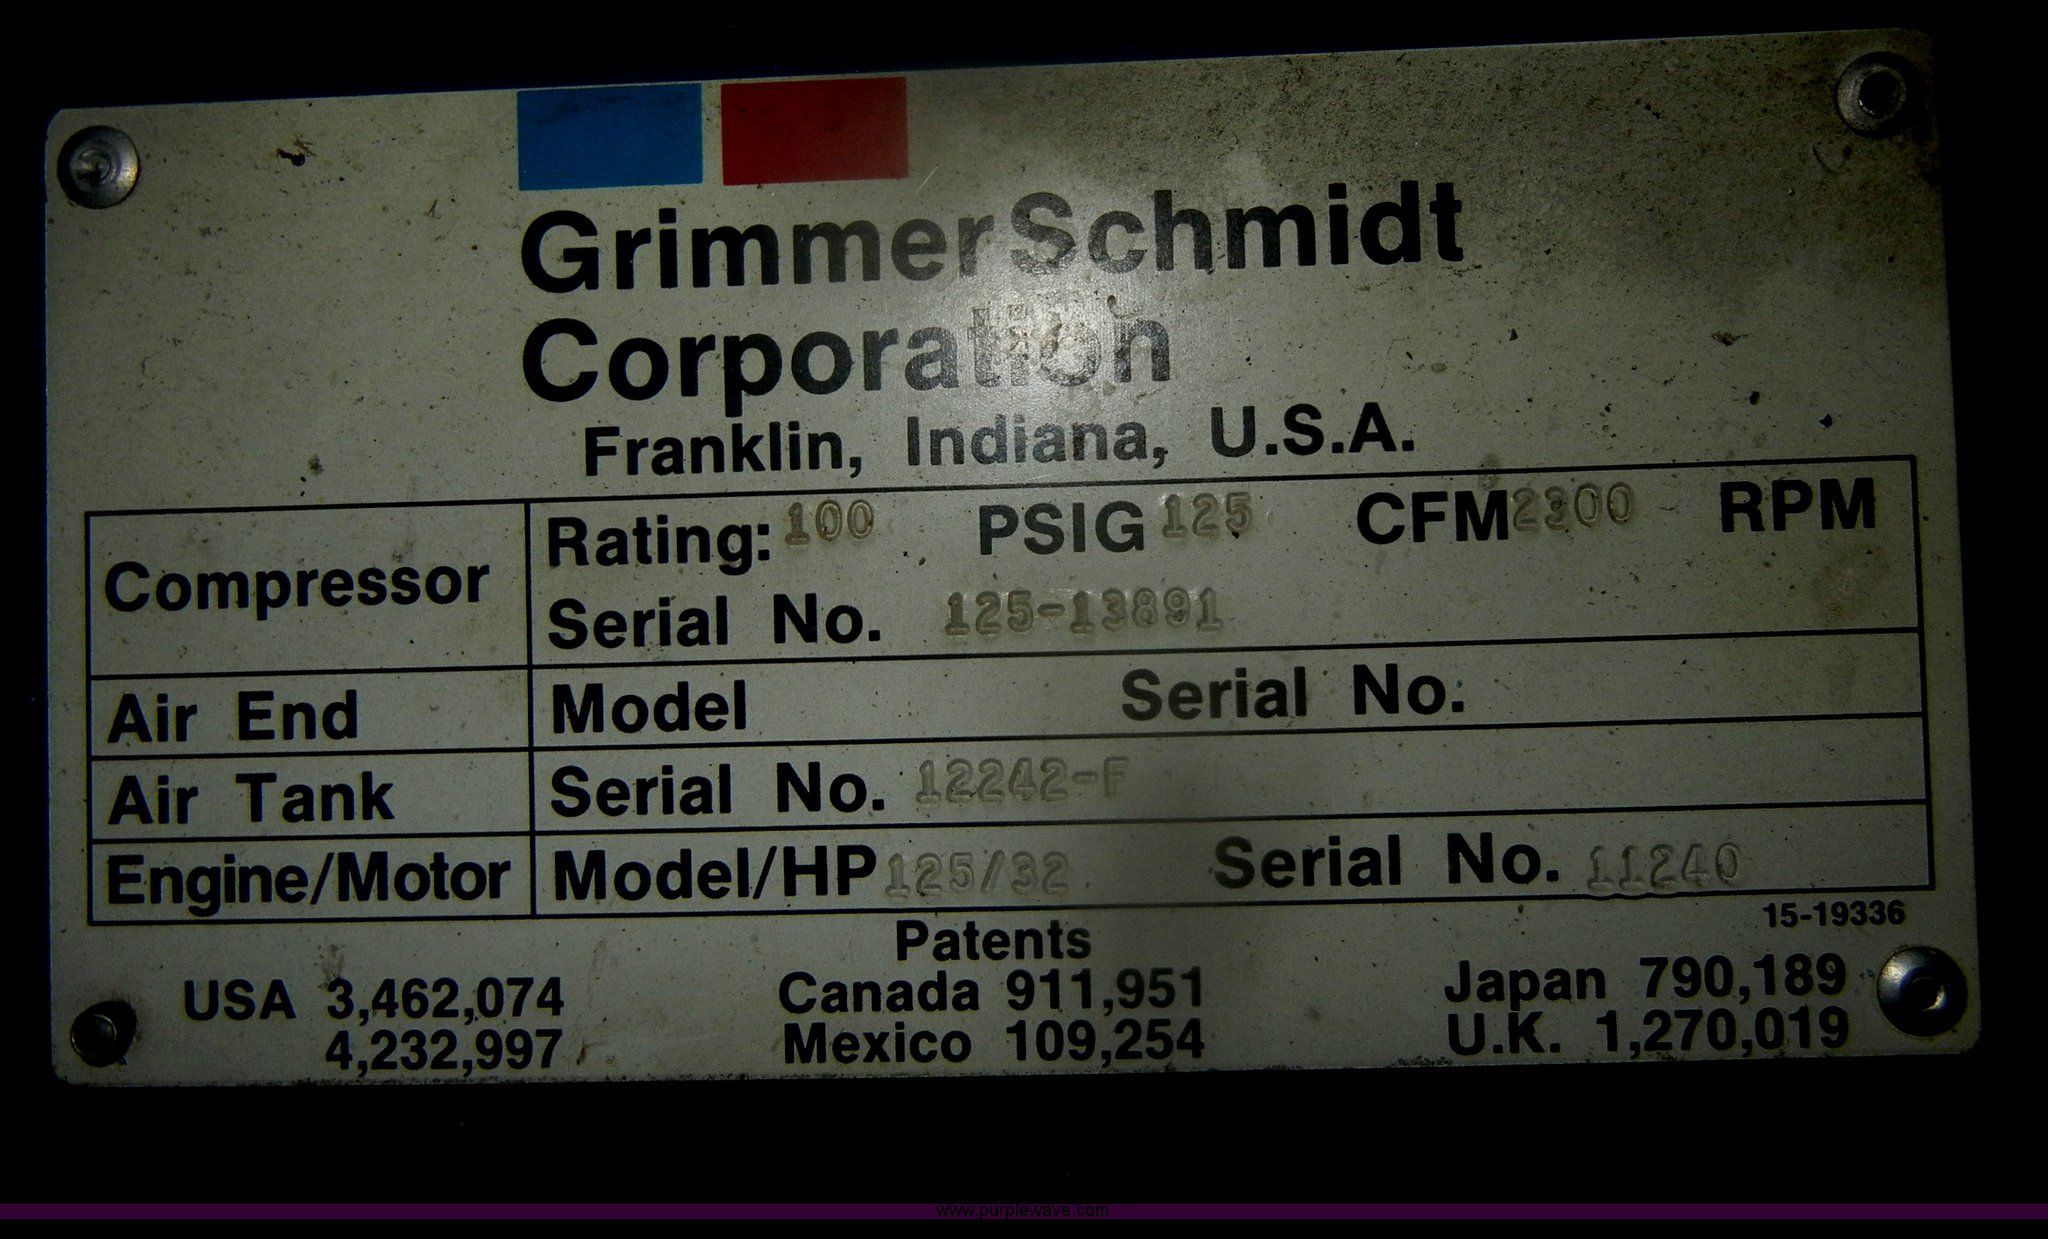 GrimmerSchmidt
Corporation
Franklin, Indiana, U.S.A.
Compressor
Rating: 100 PSIG 125 CFM 2300 RPM
Serial No. 125-13891
Air End Model Serial No.
Air Tank Serial No. 12242-F
Engine/Motor Model/HP 125/32 Serial No. 11240
15-19336
Patents
USA 3,462,074 Canada 911,951 Japan 790,189
4,232,997 Mexico 109,254 U.K. 1,270,019
www.purplewave.com